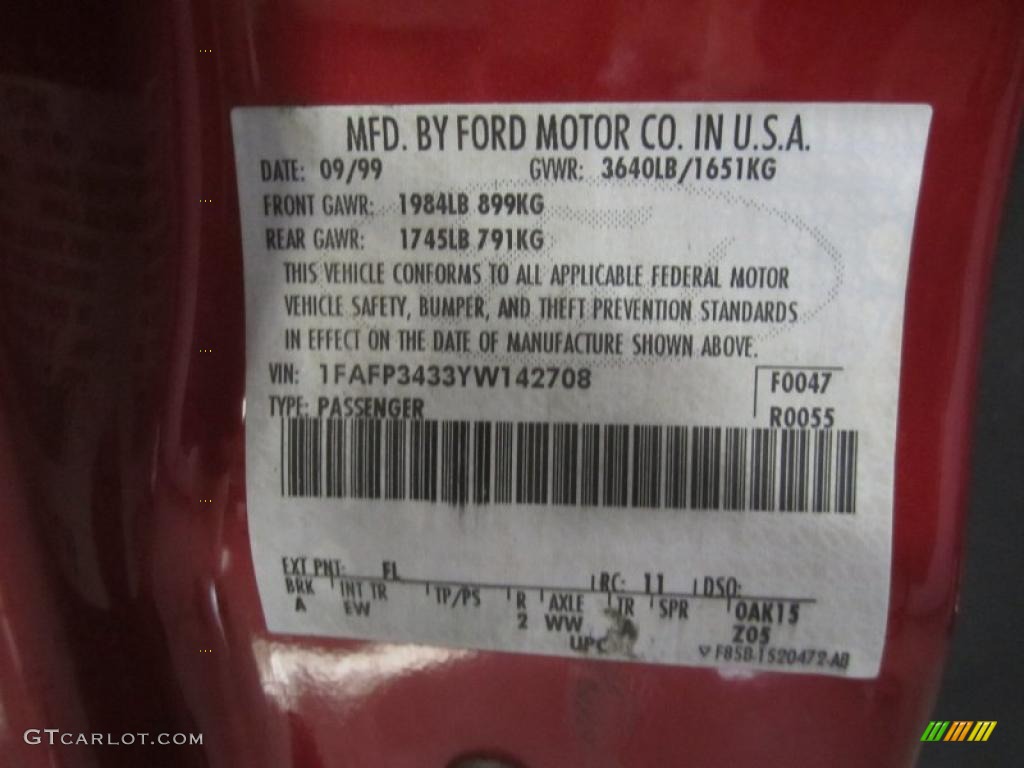 MFD. BY FORD MOTOR CO. IN U.S.A.
DATE: 09/99 GVWR: 3640LB/1651KG
FRONT GAWR: 1984LB 899KG
REAR GAWR: 1745LB 791KG
THIS VEHICLE CONFORMS TO ALL APPLICABLE FEDERAL MOTOR
VEHICLE SAFETY, BUMPER, AND THEFT PREVENTION STANDARDS
IN EFFECT ON THE DATE OF MANUFACTURE SHOWN ABOVE.
VIN: 1FAFP3433YW142708 F0047
TYPE: PASSENGER R0055
EXT PNT: FL RC: 11 DSO:
BRK INT TR TP/PS R AXLE TR SPR 0AK15
A EW 2 WW Z05
UPC F85B-1520472-AB
GTCARLOT.COM